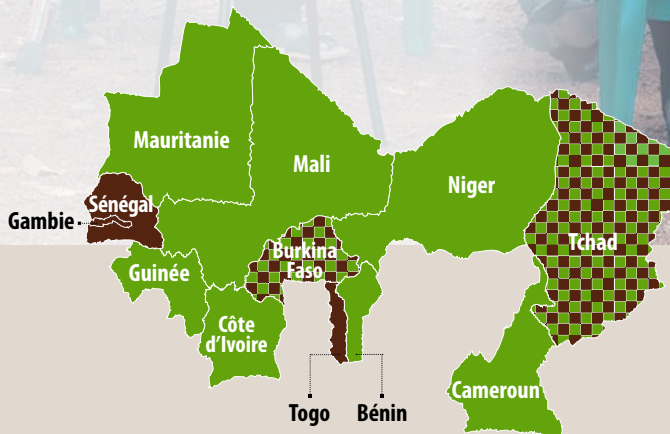 Mauritanie
Mali
Niger
Sénégal
Gambie
Tchad
Burkina
Faso
Guinée
Côte
d'Ivoire
Cameroun
Togo
Bénin